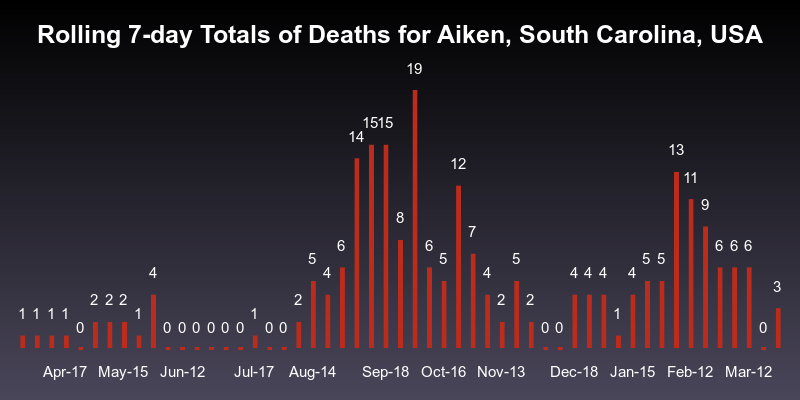 Rolling 7-day Totals of Deaths for Aiken, South Carolina, USA
1 1 1 1 0 2 2 2 1 4 0 0 0 0 0 0 1 0 0 2 5 4 6 14 15 15 8 19 6 5 12 7 4 2 5 2 0 0 4 4 4 1 4 5 5 13 11 9 6 6 6 0 3
Apr-17 May-15 Jun-12 Jul-17 Aug-14 Sep-18 Oct-16 Nov-13 Dec-18 Jan-15 Feb-12 Mar-12